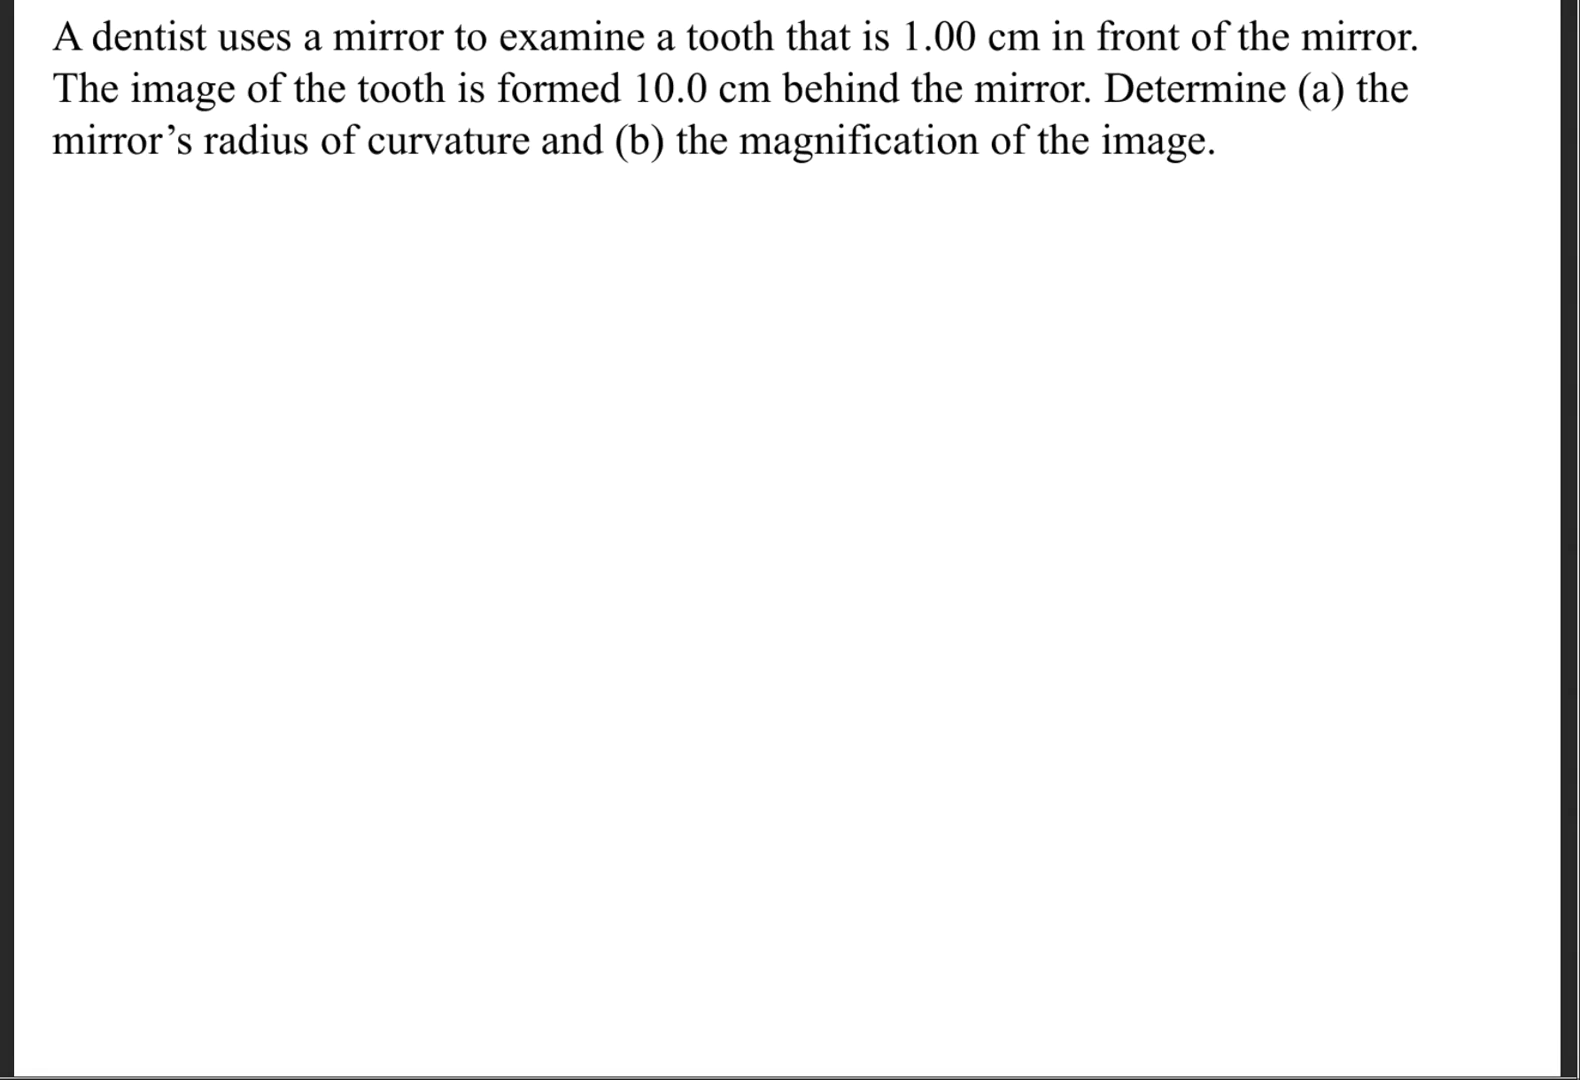 A dentist uses a mirror to examine a tooth that is 1.00 cm in front of the mirror.
The image of the tooth is formed 10.0 cm behind the mirror. Determine (a) the
mirror’s radius of curvature and (b) the magnification of the image.